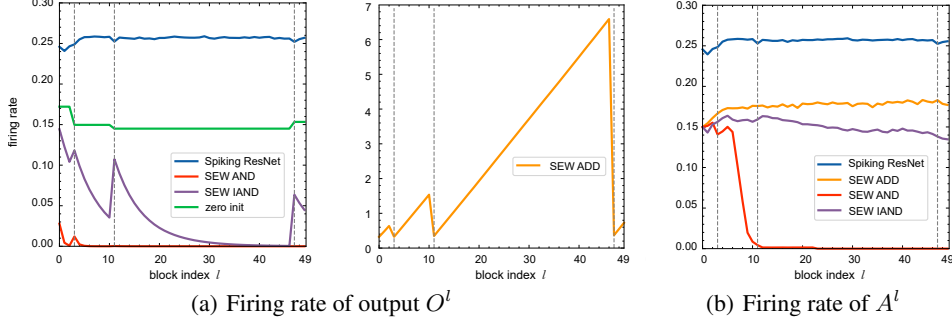 0.30
0.25
0.20
0.15
0.10
0.05
0.00
firing rate
Spiking ResNet
SEW AND
SEW IAND
zero init
0 10 20 30 40 49
block index l
7
6
5
4
3
2
1
0
SEW ADD
0 10 20 30 40 49
block index l
0.30
0.25
0.20
0.15
0.10
0.05
0.00
Spiking ResNet
SEW ADD
SEW AND
SEW IAND
0 10 20 30 40 49
block index l
(a) Firing rate of output O^l
(b) Firing rate of A^l